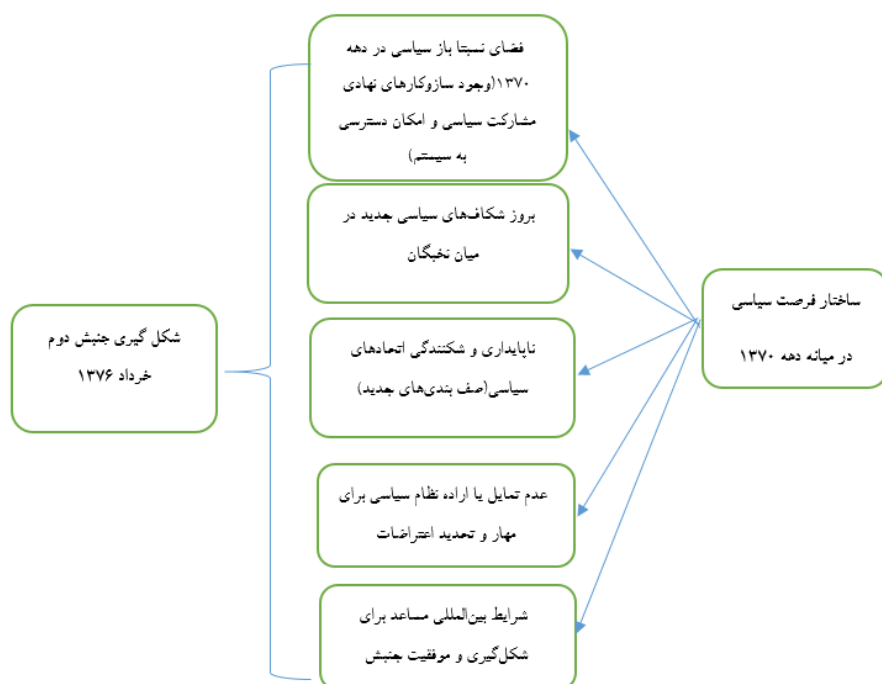 ساختار فرصت سیاسی
در میانه دهه ۱۳۷۰
فضای نسبتا باز سیاسی در دهه
۱۳۷۰(وجود سازوکارهای نهادی
مشارکت سیاسی و امکان دسترسی
به سیستم)
بروز شکاف‌های سیاسی جدید در
میان نخبگان
ناپایداری و شکنندگی اتحادهای
سیاسی(صف بندی‌های جدید)
عدم تمایل یا اراده نظام سیاسی برای
مهار و تحدید اعتراضات
شرایط بین‌المللی مساعد برای
شکل‌گیری و موفقیت جنبش
شکل گیری جنبش دوم
خرداد ۱۳۷۶